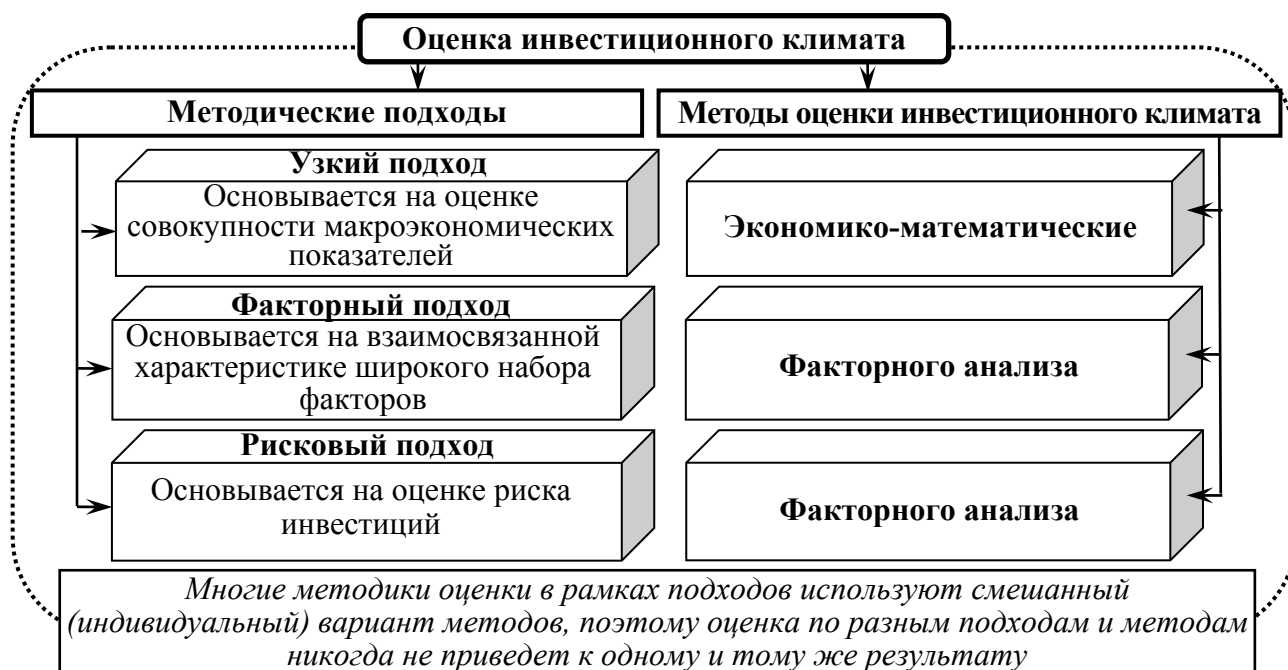 Оценка инвестиционного климата
Методические подходы
Узкий подход
Основывается на оценке
совокупности макроэкономических
показателей
Факторный подход
Основывается на взаимосвязанной
характеристике широкого набора
факторов
Рисковый подход
Основывается на оценке риска
инвестиций
Методы оценки инвестиционного климата
Экономико-математические
Факторного анализа
Факторного анализа
Многие методики оценки в рамках подходов используют смешанный
(индивидуальный) вариант методов, поэтому оценка по разным подходам и методам
никогда не приведет к одному и тому же результату